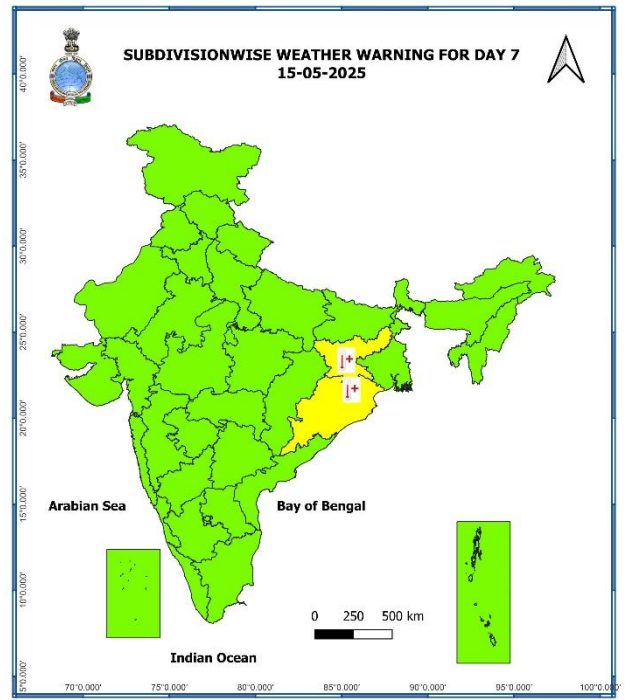 SUBDIVISIONWISE WEATHER WARNING FOR DAY 7
15-05-2025
40°0.000'
35°0.000'
30°0.000'
25°0.000'
20°0.000'
15°0.000'
10°0.000'
5°0.000'
Arabian Sea
Bay of Bengal
0 250 500 km
Indian Ocean
70°0.000' 75°0.000' 80°0.000' 85°0.000' 90°0.000' 95°0.000' 100°0.000'